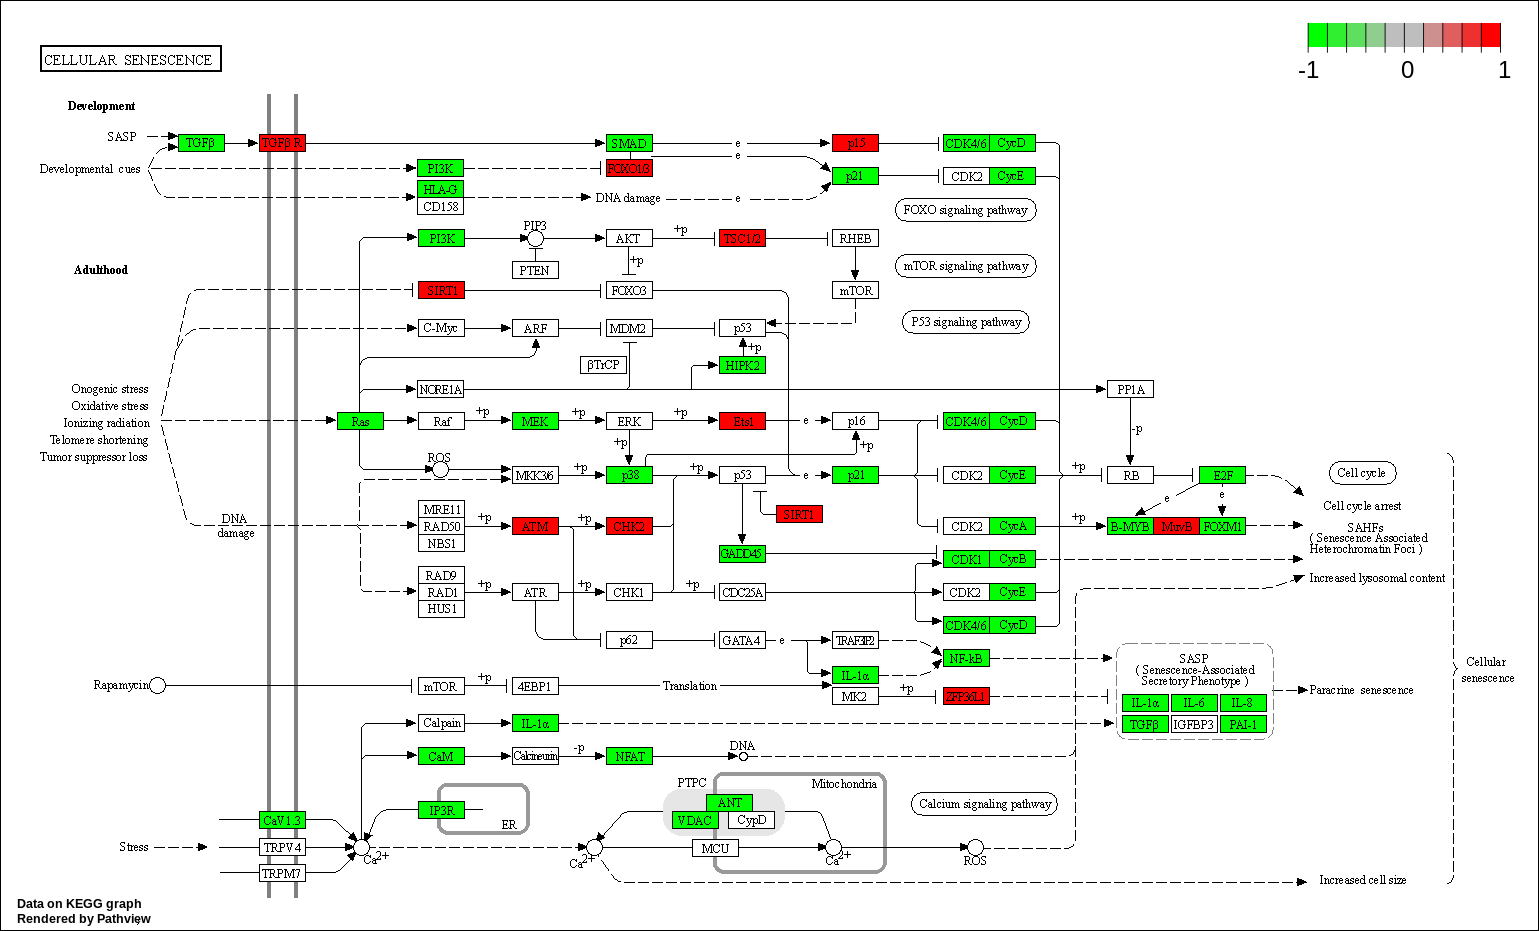 CELLULAR SENESCENCE
-1 0 1
Development
SASP
TGFβ
TGFβ R
SMAD
e
e
p15
CDK4/6 CycD
Developmental cues
PI3K
FOXO1/3
p21
CDK2 CycE
HLA-G
CD158
DNA damage
e
FOXO signaling pathway
PI3K
PIP3
AKT
+p
TSC1/2
RHEB
PTEN
+p
mTOR signaling pathway
Adulthood
SIRT1
FOXO3
mTOR
C-Myc
ARF
MDM2
p53
P53 signaling pathway
+p
βTrCP
HIPK2
NORE1A
PP1A
Onogenic stress
Oxidative stress
Ionizing radiation
Telomere shortening
Tumor suppressor loss
Ras
Raf
+p
MEK
+p
ERK
+p
Ets1
e
p16
CDK4/6 CycD
-p
+p
+p
ROS
MKK3/6
+p
p38
+p
p53
e
p21
CDK2 CycE
+p
RB
E2F
Cell cycle
e
e
Cell cycle arrest
SIRT1
DNA
damage
MRE11
RAD50
NBS1
+p
ATM
+p
CHK2
CDK2 CycA
+p
B-MYB MuvB FOXM1
SAHFs
( Senescence Associated
Heterochromatin Foci )
GADD45
CDK1 CycB
Increased lysosomal content
RAD9
RAD1
HUS1
+p
ATR
+p
CHK1
+p
CDC25A
CDK2 CycE
CDK4/6 CycD
p62
GATA4
e
TRAF3IP2
NF-kB
IL-1α
SASP
( Senescence-Associated
Secretory Phenotype )
IL-1α IL-6 IL-8
TGFβ IGFBP3 PAI-1
Paracrine senescence
Cellular
senescence
Rapamycin
mTOR
+p
4EBP1
Translation
MK2
+p
ZFP36L1
Calpain
IL-1α
CaM
Calcineurin
-p
NFAT
DNA
PTPC
Mitochondria
ANT
VDAC
CypD
Calcium signaling pathway
IP3R
ER
CaV1.3
Stress
TRPV4
TRPM7
Ca2+
Ca2+
MCU
Ca2+
ROS
Increased cell size
Data on KEGG graph
Rendered by Pathview